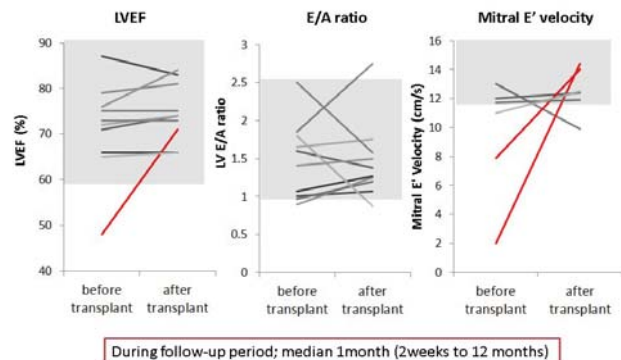 LVEF
E/A ratio
Mitral E' velocity
LVEF (%)
90
80
70
60
50
40
before
transplant
after
transplant
LV E/A ratio
3
2.5
2
1.5
1
0.5
0
before
transplant
after
transplant
Mitral E' Velocity (cm/s)
16
14
12
10
8
6
4
2
0
before
transplant
after
transplant
During follow-up period; median 1month (2weeks to 12 months)